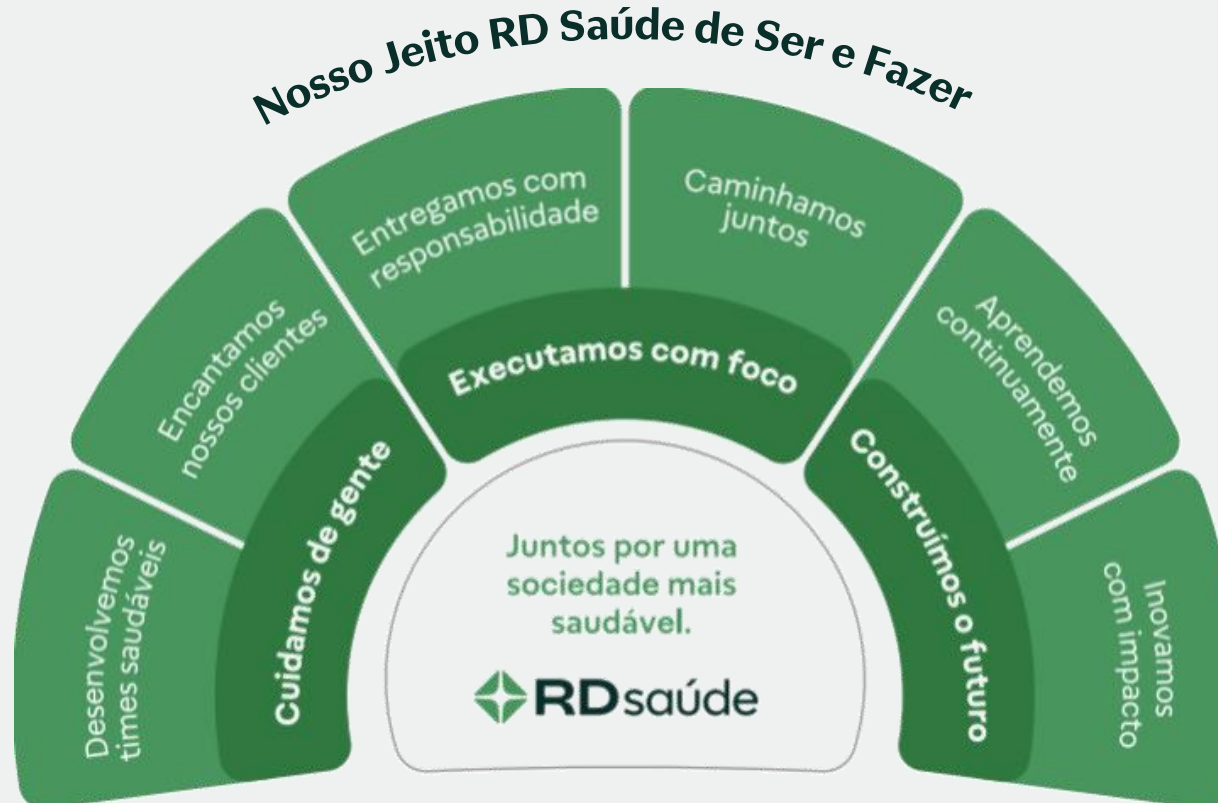 Nosso Jeito RD Saúde de Ser e Fazer
Desenvolvemos
times saudáveis
Encantamos
nossos clientes
Cuidamos de gente
Entregamos com
responsabilidade
Caminhamos
juntos
Executamos com foco
Aprendemos
continuamente
Inovamos
com impacto
Construímos o futuro
Juntos por uma
sociedade mais
saudável.
RDsaúde